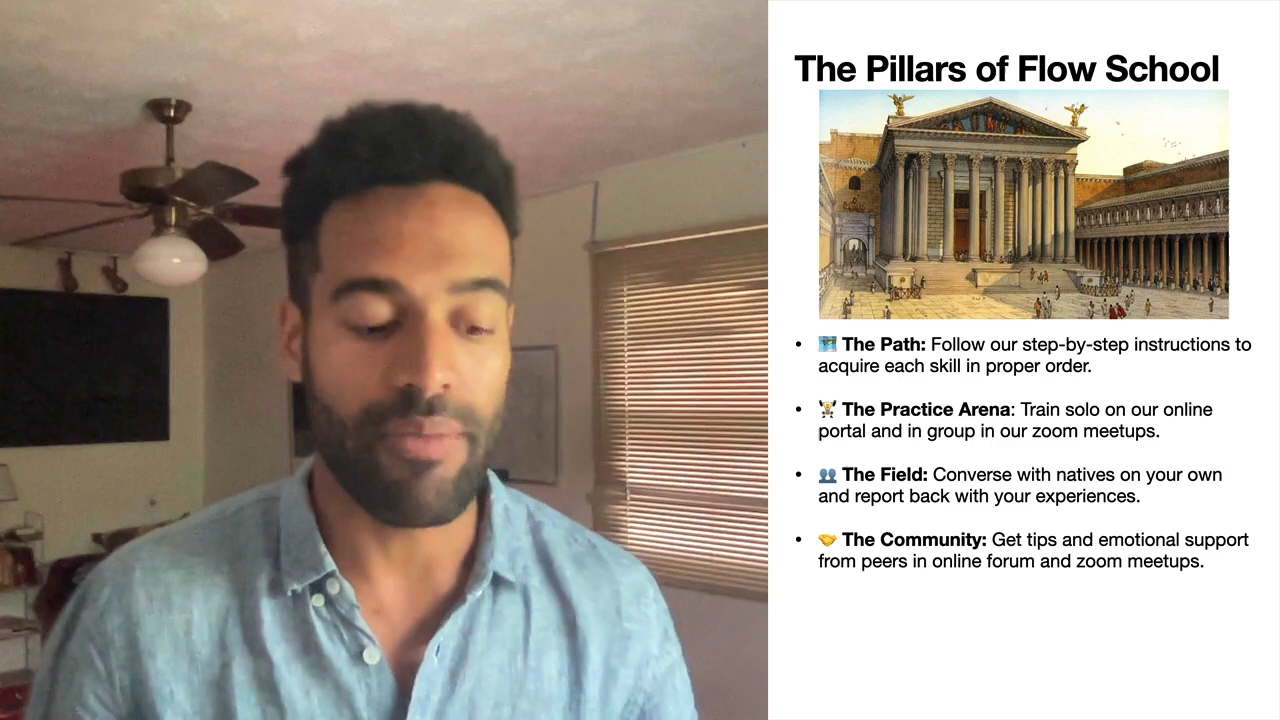 The Pillars of Flow School
• 🗺️ The Path: Follow our step-by-step instructions to
acquire each skill in proper order.
• 🏋️ The Practice Arena: Train solo on our online
portal and in group in our zoom meetups.
• 👥 The Field: Converse with natives on your own
and report back with your experiences.
• 🤝 The Community: Get tips and emotional support
from peers in online forum and zoom meetups.